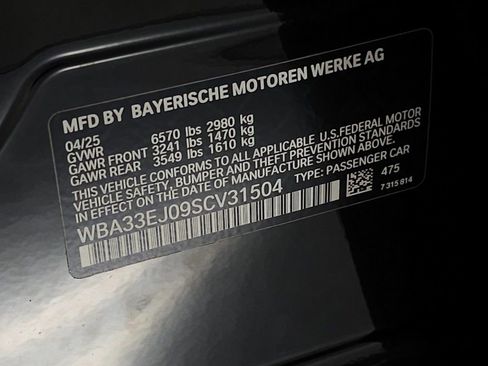 MFD BY BAYERISCHE MOTOREN WERKE AG
04/25
GVWR 6570 lbs 2980 kg
GAWR FRONT 3241 lbs 1470 kg
GAWR REAR 3549 lbs 1610 kg
THIS VEHICLE CONFORMS TO ALL APPLICABLE U.S. FEDERAL MOTOR
VEHICLE SAFETY, BUMPER, AND THEFT PREVENTION STANDARDS
IN EFFECT ON THE DATE OF MANUFACTURE SHOWN ABOVE.
WBA33EJ09SCV31504 TYPE: PASSENGER CAR
475
7 315 814